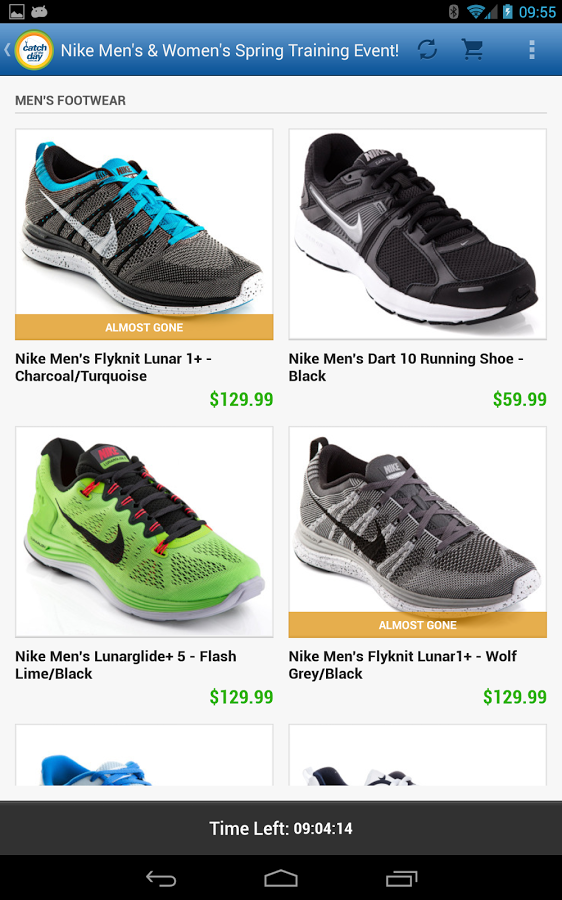 09:55
catch
of the
day
Nike Men's & Women's Spring Training Event!
MEN'S FOOTWEAR
NIKE
ALMOST GONE
Nike Men's Flyknit Lunar 1+ -
Charcoal/Turquoise
$129.99
Nike Men's Dart 10 Running Shoe -
Black
$59.99
NIKE
ALMOST GONE
Nike Men's Lunarglide+ 5 - Flash
Lime/Black
$129.99
Nike Men's Flyknit Lunar1+ - Wolf
Grey/Black
$129.99
Time Left: 09:04:14